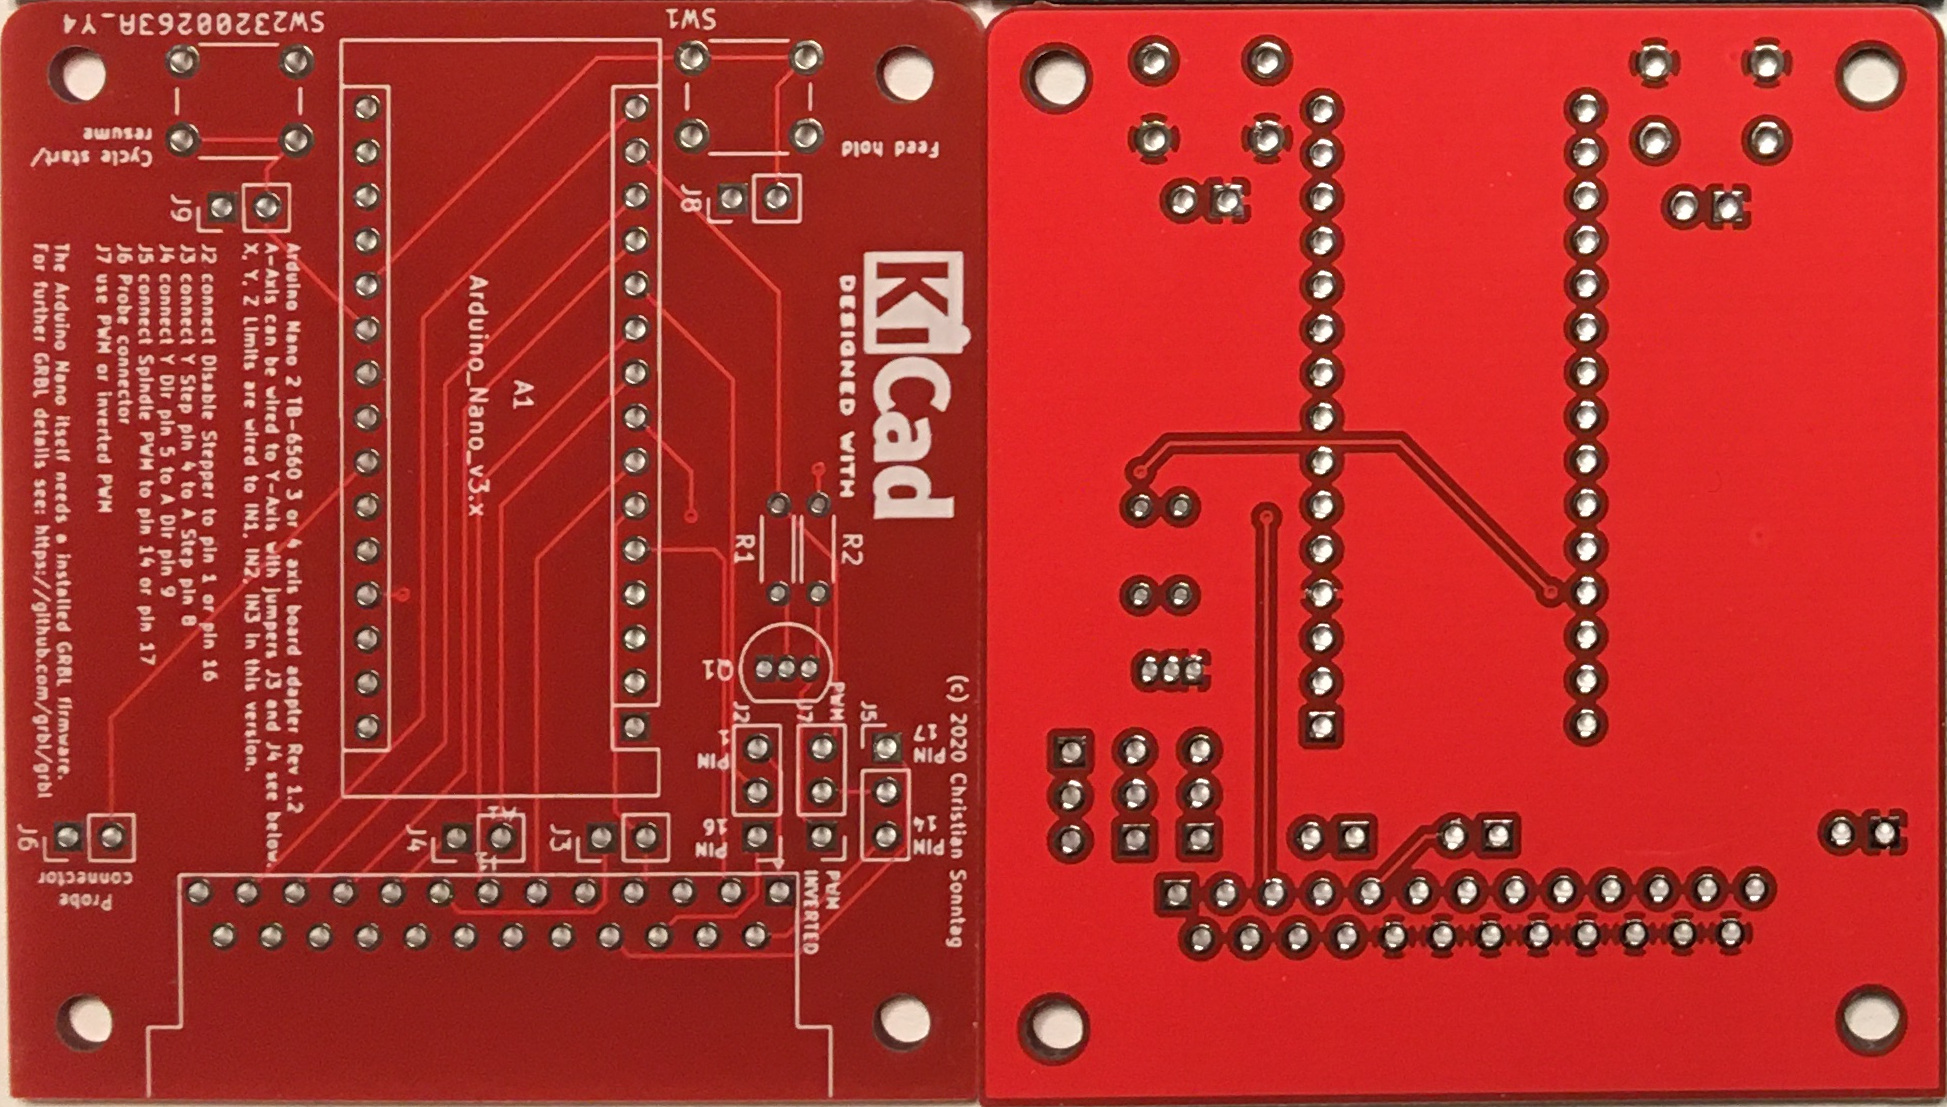 SW23200263A_Y4
SW1
Cycle start/
resume
Feed hold
J9
J8
KiCad
DESIGNED WITH
Arduino Nano 2 TB-6560 3 or 4 axis board adapter Rev 1.2
A-Axis can be wired to Y-Axis with jumpers J3 and J4 see below.
X, Y, Z Limits are wired to IN1, IN2, IN3 in this version.
J2 connect Disable Stepper to pin 1 or pin 16
J3 connect Y Step pin 4 to A Step pin 8
J4 connect Y Dir pin 5 to A Dir pin 9
J5 connect Spindle PWM to pin 14 or pin 17
J6 Probe connector
J7 use PWM or inverted PWM
The Arduino Nano itself needs a installed GRBL firmware.
For further GRBL details see: https://github.com/grbl/grbl
A1
Arduino_Nano_v3.x
R1
R2
Q1
J2
J7
PWM
J5
PIN
1
PIN
17
PIN
16
PIN
14
PWM
INVERTED
J6
Probe
connector
J4
J3
(c) 2020 Christian Sonntag